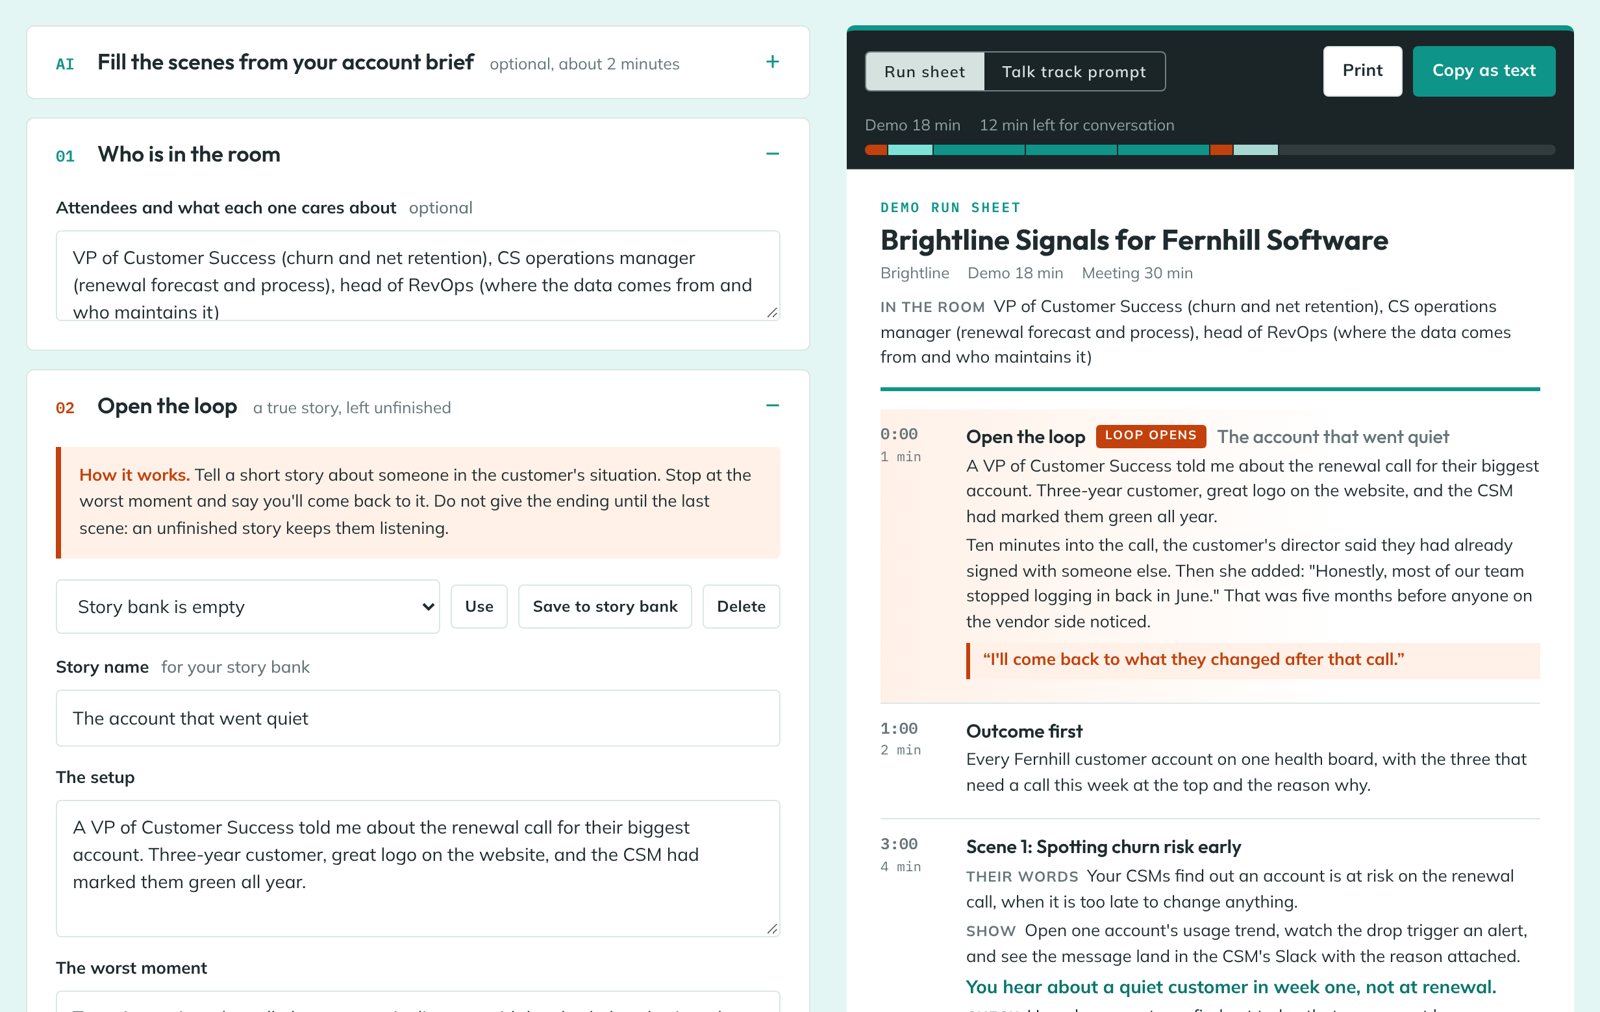 AI Fill the scenes from your account brief optional, about 2 minutes +
01 Who is in the room −
Attendees and what each one cares about optional
VP of Customer Success (churn and net retention), CS operations manager
(renewal forecast and process), head of RevOps (where the data comes from and
who maintains it)
02 Open the loop a true story, left unfinished −
How it works. Tell a short story about someone in the customer's situation. Stop at the
worst moment and say you'll come back to it. Do not give the ending until the last
scene: an unfinished story keeps them listening.
Story bank is empty
Use
Save to story bank
Delete
Story name for your story bank
The account that went quiet
The setup
A VP of Customer Success told me about the renewal call for their biggest
account. Three-year customer, great logo on the website, and the CSM had
marked them green all year.
The worst moment
Run sheet
Talk track prompt
Print
Copy as text
Demo 18 min 12 min left for conversation
DEMO RUN SHEET
Brightline Signals for Fernhill Software
Brightline Demo 18 min Meeting 30 min
IN THE ROOM VP of Customer Success (churn and net retention), CS operations
manager (renewal forecast and process), head of RevOps (where the data comes
from and who maintains it)
0:00
1 min
Open the loop LOOP OPENS The account that went quiet
A VP of Customer Success told me about the renewal call for their biggest
account. Three-year customer, great logo on the website, and the CSM
had marked them green all year.
Ten minutes into the call, the customer's director said they had already
signed with someone else. Then she added: "Honestly, most of our team
stopped logging in back in June." That was five months before anyone on
the vendor side noticed.
“I'll come back to what they changed after that call.”
1:00
2 min
Outcome first
Every Fernhill customer account on one health board, with the three that
need a call this week at the top and the reason why.
3:00
4 min
Scene 1: Spotting churn risk early
THEIR WORDS Your CSMs find out an account is at risk on the renewal
call, when it is too late to change anything.
SHOW Open one account's usage trend, watch the drop trigger an alert,
and see the message land in the CSM's Slack with the reason attached.
You hear about a quiet customer in week one, not at renewal.